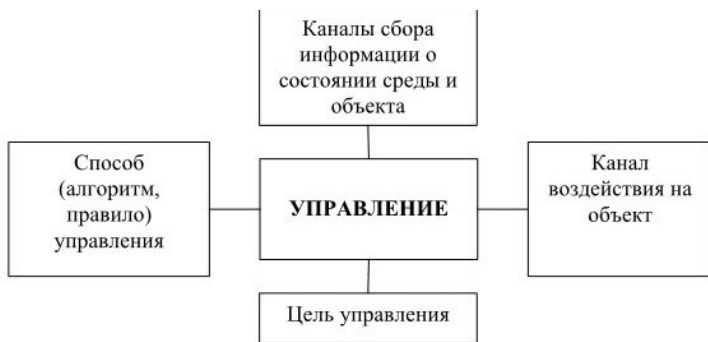 Каналы сбора
информации о
состоянии среды и
объекта
Способ
(алгоритм,
правило)
управления
УПРАВЛЕНИЕ
Канал
воздействия на
объект
Цель управления